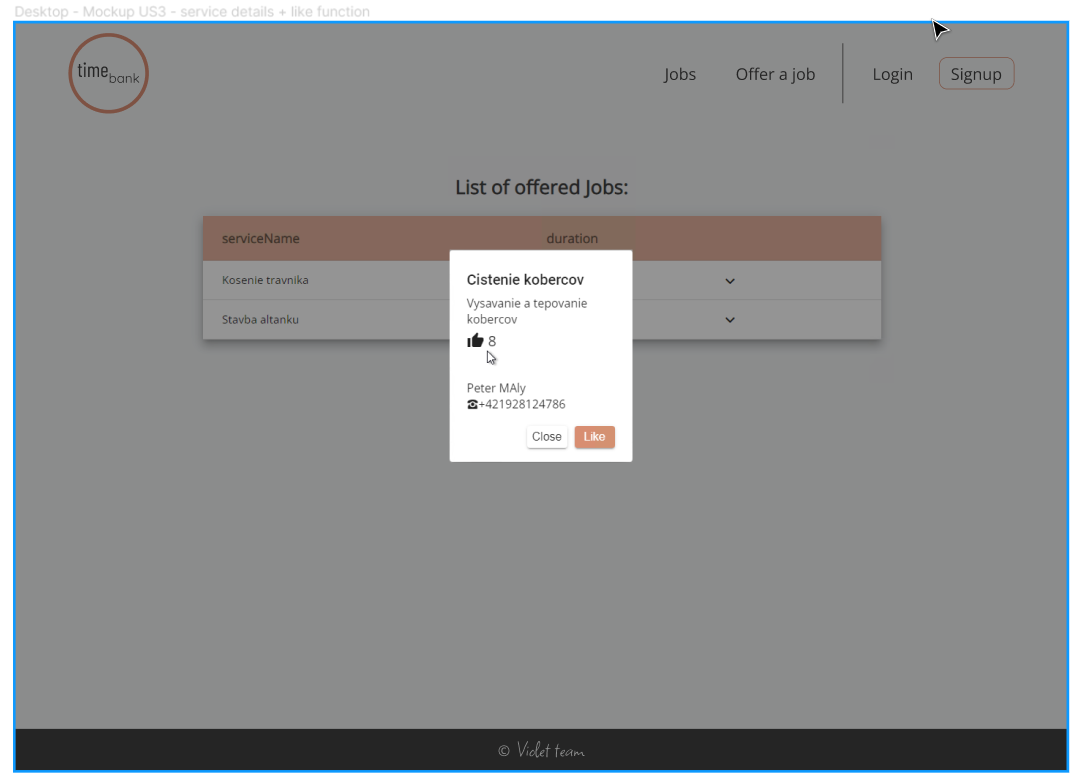 Desktop - Mockup US3 - service details + like function
time bank
Jobs
Offer a job
Login
Signup
List of offered Jobs:
serviceName
duration
Kosenie travnika
Stavba altanku
Cistenie kobercov
Vysavanie a tepovanie
kobercov
8
Peter MAly
☎+421928124786
Close
Like
© Violet team